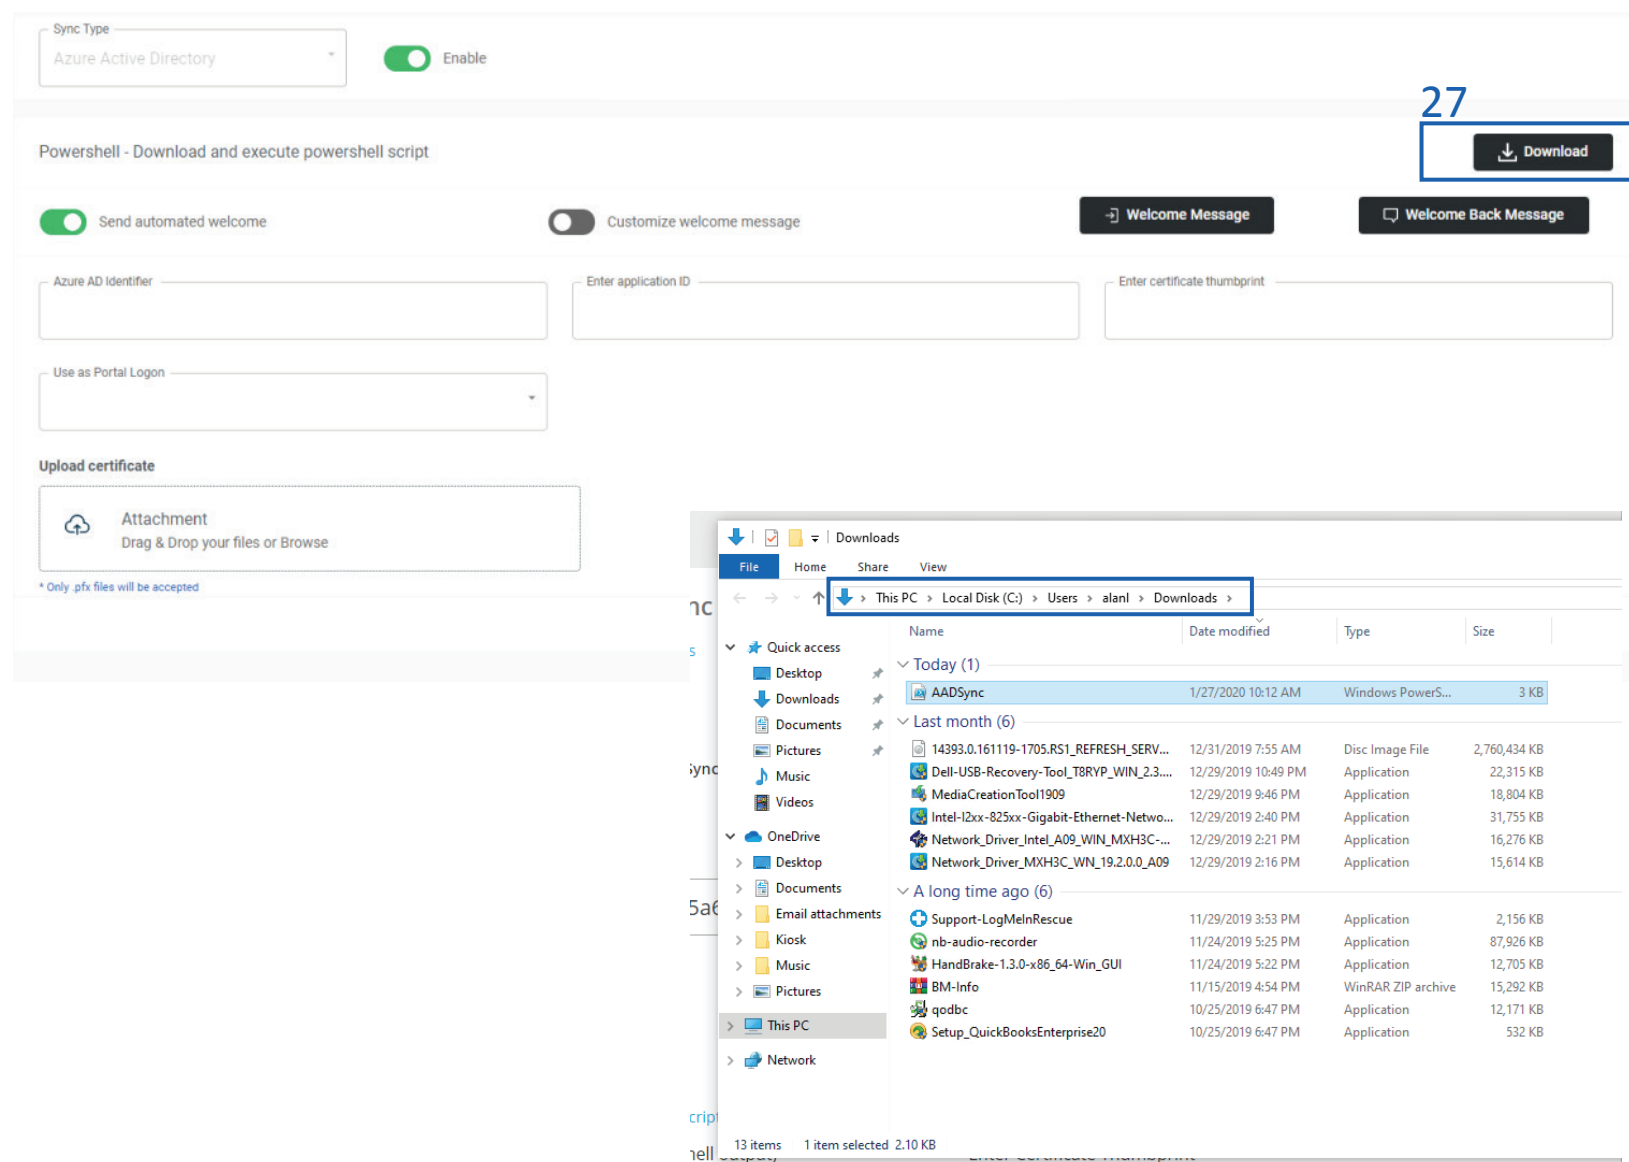 Sync Type
Azure Active Directory
Enable
27
Powershell - Download and execute powershell script
Download
Send automated welcome
Customize welcome message
Welcome Message
Welcome Back Message
Azure AD Identifier
Enter application ID
Enter certificate thumbprint
Use as Portal Logon
Upload certificate
Attachment
Drag & Drop your files or Browse
* Only .pfx files will be accepted
Downloads
File Home Share View
This PC > Local Disk (C:) > Users > alanl > Downloads >
Name Date modified Type Size
Quick access
Desktop
Downloads
Documents
Pictures
Music
Videos
OneDrive
Desktop
Documents
Email attachments
Kiosk
Music
Pictures
This PC
Network
Today (1)
AADSync 1/27/2020 10:12 AM Windows PowerS... 3 KB
Last month (6)
14393.0.161119-1705.RS1_REFRESH_SERV... 12/31/2019 7:55 AM Disc Image File 2,760,434 KB
Dell-USB-Recovery-Tool_T8RYP_WIN_2.3.... 12/29/2019 10:49 PM Application 22,315 KB
MediaCreationTool1909 12/29/2019 9:46 PM Application 18,804 KB
Intel-I2xx-825xx-Gigabit-Ethernet-Netwo... 12/29/2019 2:40 PM Application 31,755 KB
Network_Driver_Intel_A09_WIN_MXH3C-... 12/29/2019 2:21 PM Application 16,276 KB
Network_Driver_MXH3C_WN_19.2.0.0_A09 12/29/2019 2:16 PM Application 15,614 KB
A long time ago (6)
Support-LogMeInRescue 11/29/2019 3:53 PM Application 2,156 KB
nb-audio-recorder 11/24/2019 5:25 PM Application 87,926 KB
HandBrake-1.3.0-x86_64-Win_GUI 11/24/2019 5:22 PM Application 12,705 KB
BM-Info 11/15/2019 4:54 PM WinRAR ZIP archive 15,292 KB
qodbc 10/25/2019 6:47 PM Application 12,171 KB
Setup_QuickBooksEnterprise20 10/25/2019 6:47 PM Application 532 KB
13 items 1 item selected 2.10 KB